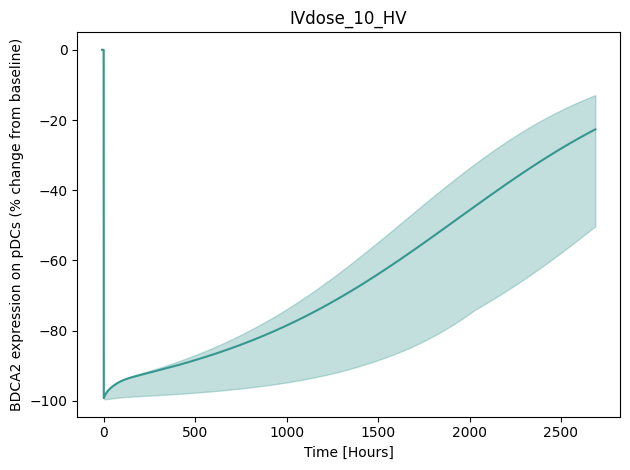 IVdose_10_HV
BDCA2 expression on pDCs (% change from baseline)
0
−20
−40
−60
−80
−100
0 500 1000 1500 2000 2500
Time [Hours]